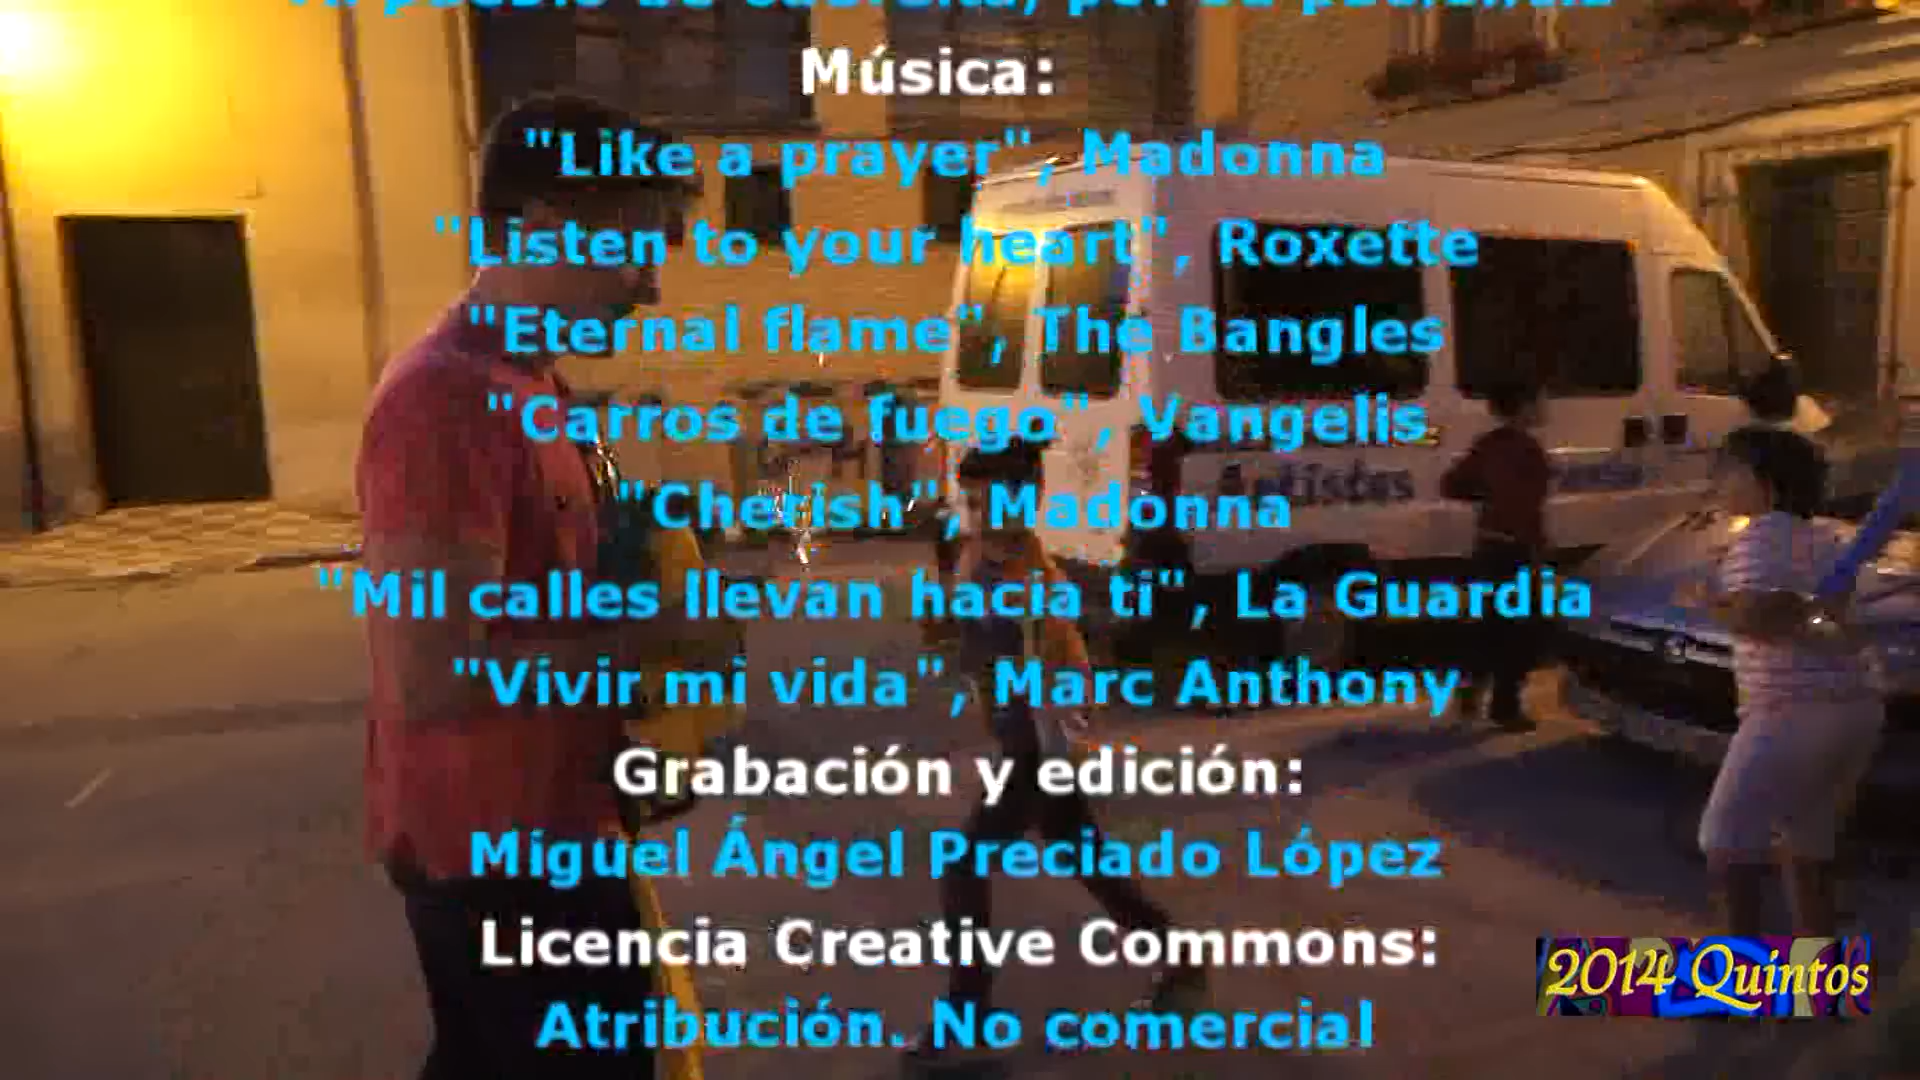 Música:
"Like a prayer", Madonna
"Listen to your heart", Roxette
"Eternal flame", The Bangles
"Carros de fuego", Vangelis
"Cherish", Madonna
"Mil calles llevan hacia ti", La Guardia
"Vivir mi vida", Marc Anthony
Grabación y edición:
Miguel Ángel Preciado López
Licencia Creative Commons:
Atribución. No comercial
2014 Quintos